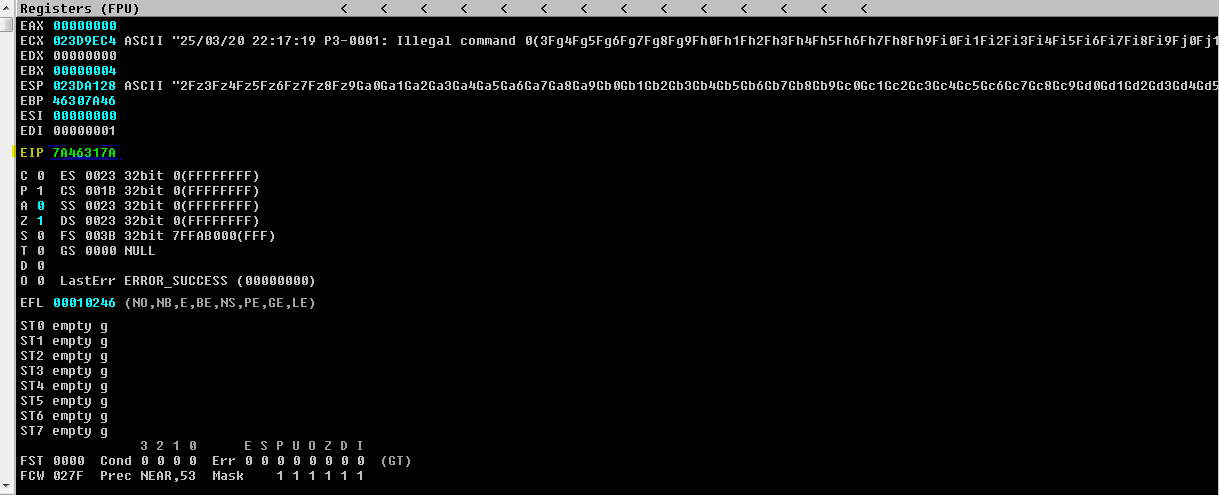 Registers (FPU) < < < < < < < < < < < < < <
EAX 00000000
ECX 023D9EC4 ASCII "25/03/20 22:17:19 P3-0001: Illegal command 0(3Fg4Fg5Fg6Fg7Fg8Fg9Fh0Fh1Fh2Fh3Fh4Fh5Fh6Fh7Fh8Fh9Fi0Fi1Fi2Fi3Fi4Fi5Fi6Fi7Fi8Fi9Fj0Fj1
EDX 00000000
EBX 00000004
ESP 023DA128 ASCII "2Fz3Fz4Fz5Fz6Fz7Fz8Fz9Ga0Ga1Ga2Ga3Ga4Ga5Ga6Ga7Ga8Ga9Gb0Gb1Gb2Gb3Gb4Gb5Gb6Gb7Gb8Gb9Gc0Gc1Gc2Gc3Gc4Gc5Gc6Gc7Gc8Gc9Gd0Gd1Gd2Gd3Gd4Gd5
EBP 46307A46
ESI 00000000
EDI 00000001
EIP 7A46317A
C 0 ES 0023 32bit 0(FFFFFFFF)
P 1 CS 001B 32bit 0(FFFFFFFF)
A 0 SS 0023 32bit 0(FFFFFFFF)
Z 1 DS 0023 32bit 0(FFFFFFFF)
S 0 FS 003B 32bit 7FFAB000(FFF)
T 0 GS 0000 NULL
D 0
O 0 LastErr ERROR_SUCCESS (00000000)
EFL 00010246 (NO,NB,E,BE,NS,PE,GE,LE)
ST0 empty g
ST1 empty g
ST2 empty g
ST3 empty g
ST4 empty g
ST5 empty g
ST6 empty g
ST7 empty g
3 2 1 0 E S P U O Z D I
FST 0000 Cond 0 0 0 0 Err 0 0 0 0 0 0 0 0 (GT)
FCW 027F Prec NEAR,53 Mask 1 1 1 1 1 1